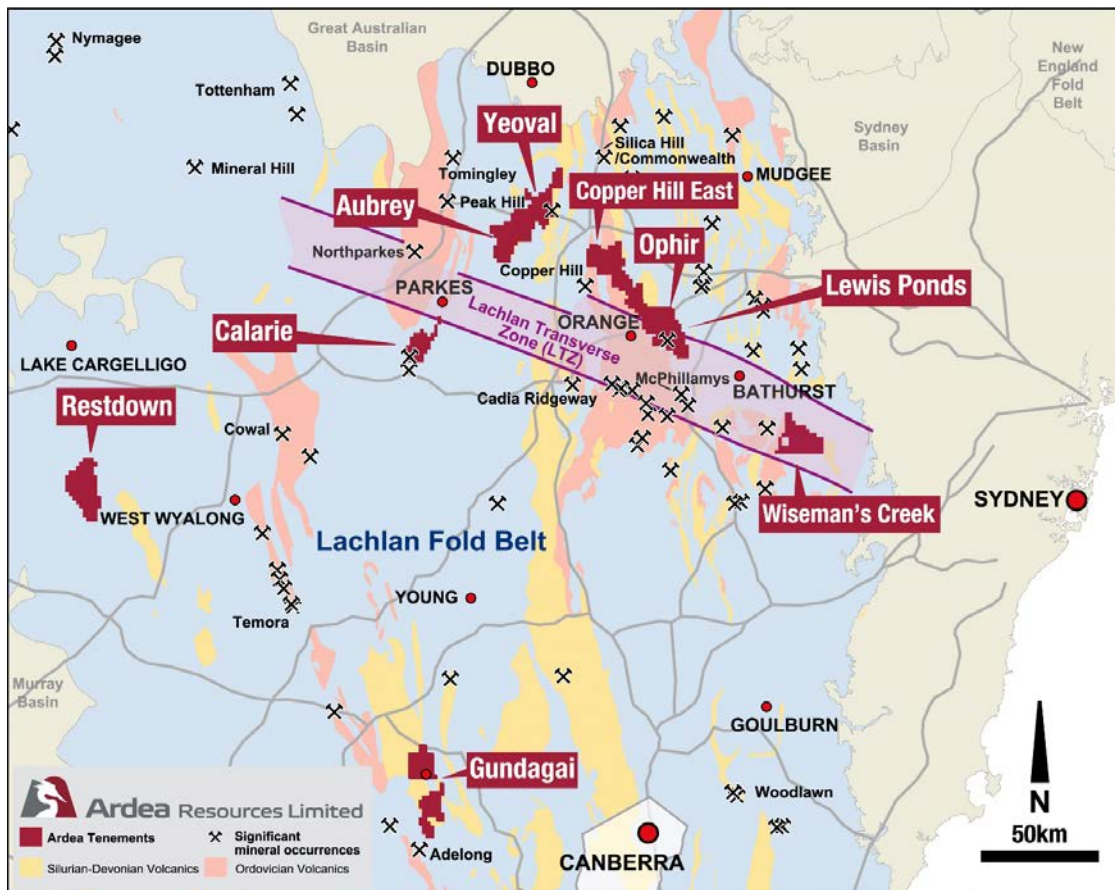 Nymagee
Great Australian
Basin
New
England
Fold
Belt
DUBBO
Tottenham
Yeoval
Sydney
Basin
Silica Hill
/Commonwealth
Mineral Hill
Tomingley
MUDGEE
Copper Hill East
Aubrey
Peak Hill
Ophir
Northparkes
Copper Hill
Lewis Ponds
PARKES
Lachlan Transverse
Zone (LTZ)
ORANGE
Calarie
LAKE CARGELLIGO
McPhillamys
BATHURST
Cadia Ridgeway
Restdown
Cowal
SYDNEY
WEST WYALONG
Wiseman's Creek
Lachlan Fold Belt
YOUNG
Temora
Murray
Basin
GOULBURN
Gundagai
Woodlawn
Ardea Resources Limited
Ardea Tenements
Significant
mineral occurrences
Silurian-Devonian Volcanics
Ordovician Volcanics
Adelong
CANBERRA
N
50km